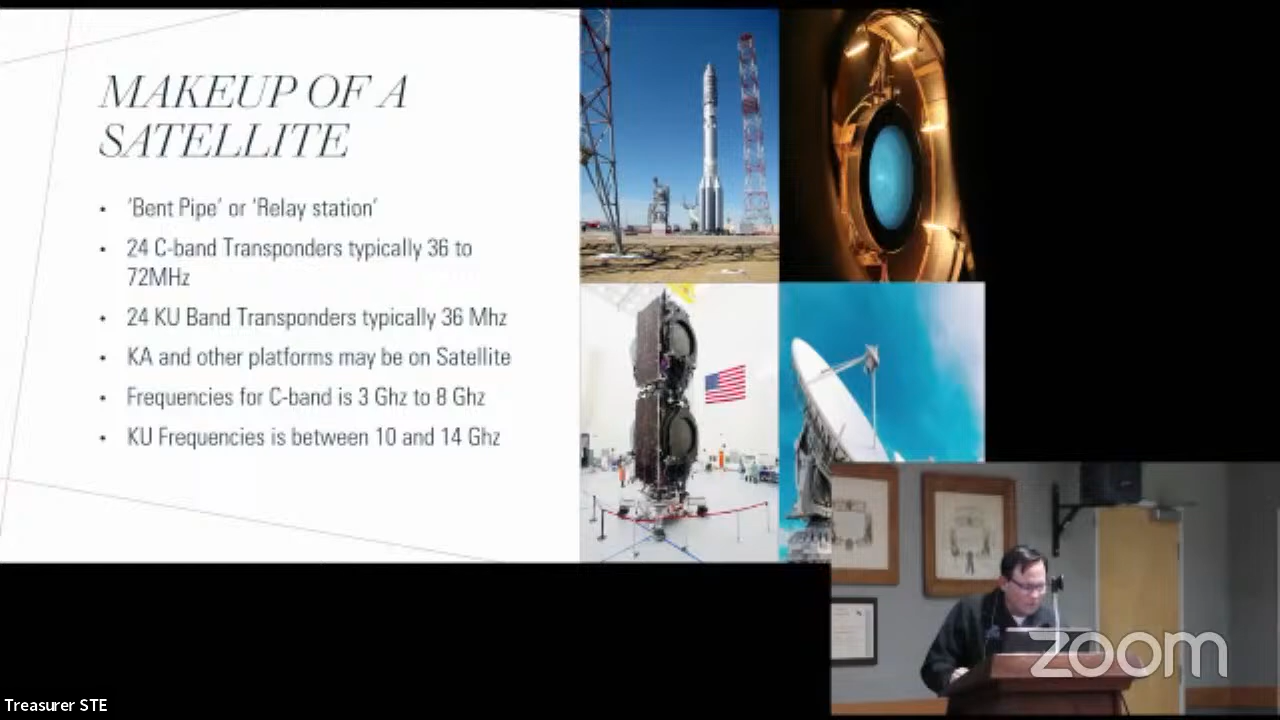 MAKEUP OF A
SATELLITE
• 'Bent Pipe' or 'Relay station'
• 24 C-band Transponders typically 36 to
72MHz
• 24 KU Band Transponders typically 36 Mhz
• KA and other platforms may be on Satellite
• Frequencies for C-band is 3 Ghz to 8 Ghz
• KU Frequencies is between 10 and 14 Ghz
zoom
Treasurer STE